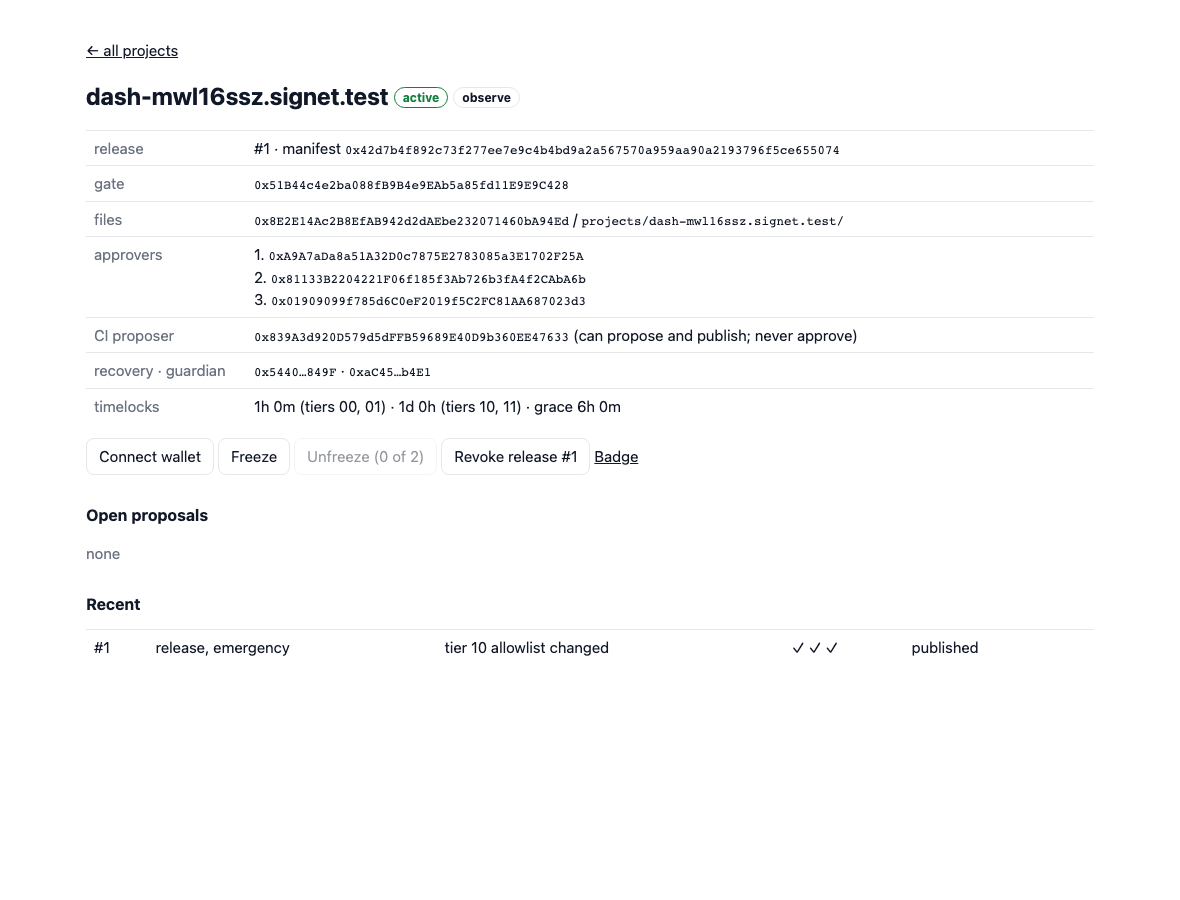 ← all projects
dash-mwl16ssz.signet.test active observe
release #1 · manifest 0x42d7b4f892c73f277ee7e9c4b4bd9a2a567570a959aa90a2193796f5ce655074
gate 0x51B44c4e2ba088fB9B4e9EAb5a85fd11E9E9C428
files 0x8E2E14Ac2B8EfAB942d2dAEbe232071460bA94Ed / projects/dash-mwl16ssz.signet.test/
approvers 1. 0xA9A7aDa8a51A32D0c7875E2783085a3E1702F25A
2. 0x81133B2204221F06f185f3Ab726b3fA4f2CAbA6b
3. 0x01909099f785d6C0eF2019f5C2FC81AA687023d3
CI proposer 0x839A3d920D579d5dFFB59689E40D9b360EE47633 (can propose and publish; never approve)
recovery · guardian 0x5440…849F · 0xaC45…b4E1
timelocks 1h 0m (tiers 00, 01) · 1d 0h (tiers 10, 11) · grace 6h 0m
Connect wallet Freeze Unfreeze (0 of 2) Revoke release #1 Badge
Open proposals
none
Recent
#1 release, emergency tier 10 allowlist changed ✓ ✓ ✓ published